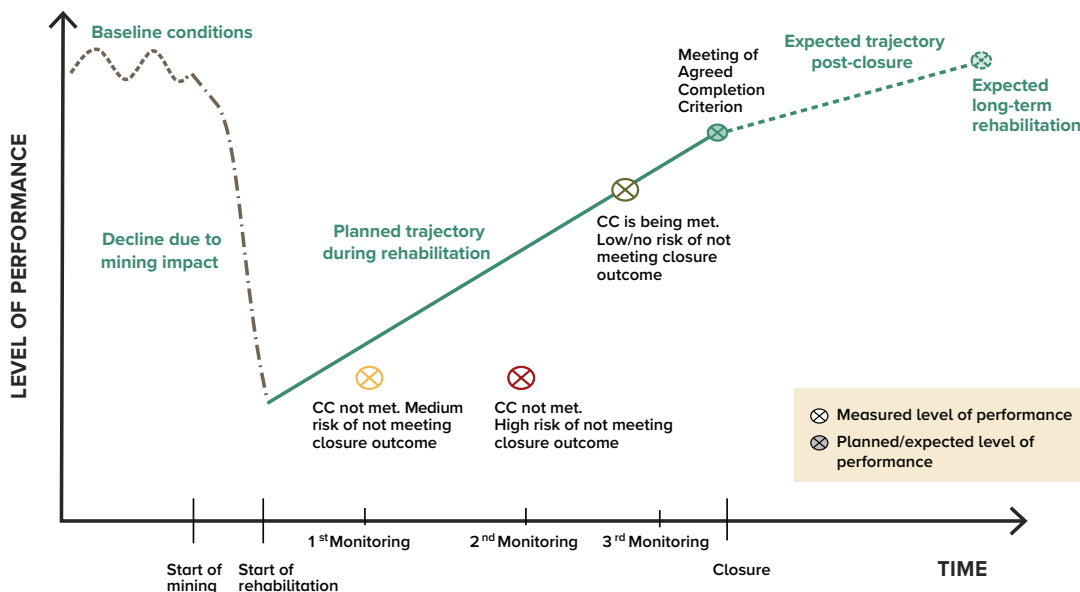 Baseline conditions
Meeting of
Agreed
Completion
Criterion
Expected trajectory
post-closure
Expected
long-term
rehabilitation
LEVEL OF PERFORMANCE
Decline due to
mining impact
Planned trajectory
during rehabilitation
CC is being met.
Low/no risk of not
meeting closure
outcome
CC not met. Medium
risk of not meeting
closure outcome
CC not met.
High risk of not meeting
closure outcome
Measured level of performance
Planned/expected level of
performance
1st Monitoring
2nd Monitoring
3rd Monitoring
Start of
mining
Start of
rehabilitation
Closure
TIME